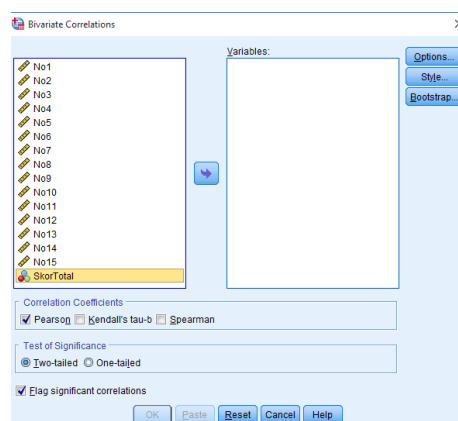 Bivariate Correlations
Variables:
No1
No2
No3
No4
No5
No6
No7
No8
No9
No10
No11
No12
No13
No14
No15
SkorTotal
Options...
Style...
Bootstrap...
Correlation Coefficients
Pearson Kendall's tau-b Spearman
Test of Significance
Two-tailed One-tailed
Flag significant correlations
OK Paste Reset Cancel Help